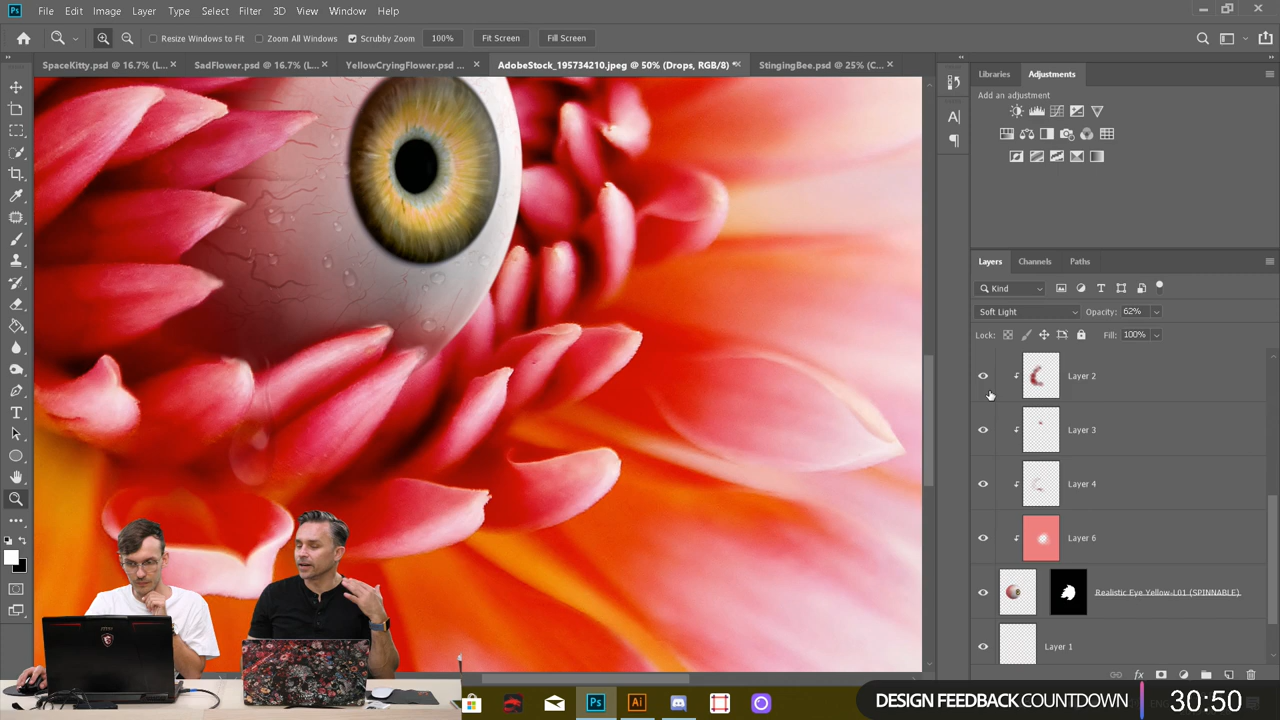 Ps File Edit Image Layer Type Select Filter 3D View Window Help
Resize Windows to Fit Zoom All Windows Scrubby Zoom 100% Fit Screen Fill Screen
SpaceKitty.psd @ 16.7% (L... × SadFlower.psd @ 16.7% (L... × YellowCryingFlower.psd ... × AdobeStock_195734210.jpeg @ 50% (Drops, RGB/8) * × StingingBee.psd @ 25% (C... ×
Libraries Adjustments
Add an adjustment
Layers Channels Paths
Kind
Soft Light Opacity: 62%
Lock: Fill: 100%
Layer 2
Layer 3
Layer 4
Layer 6
Realistic Eye Yellow-L01 (SPINNABLE)
Layer 1
fx
Ps Ai
DESIGN FEEDBACK COUNTDOWN 30:50